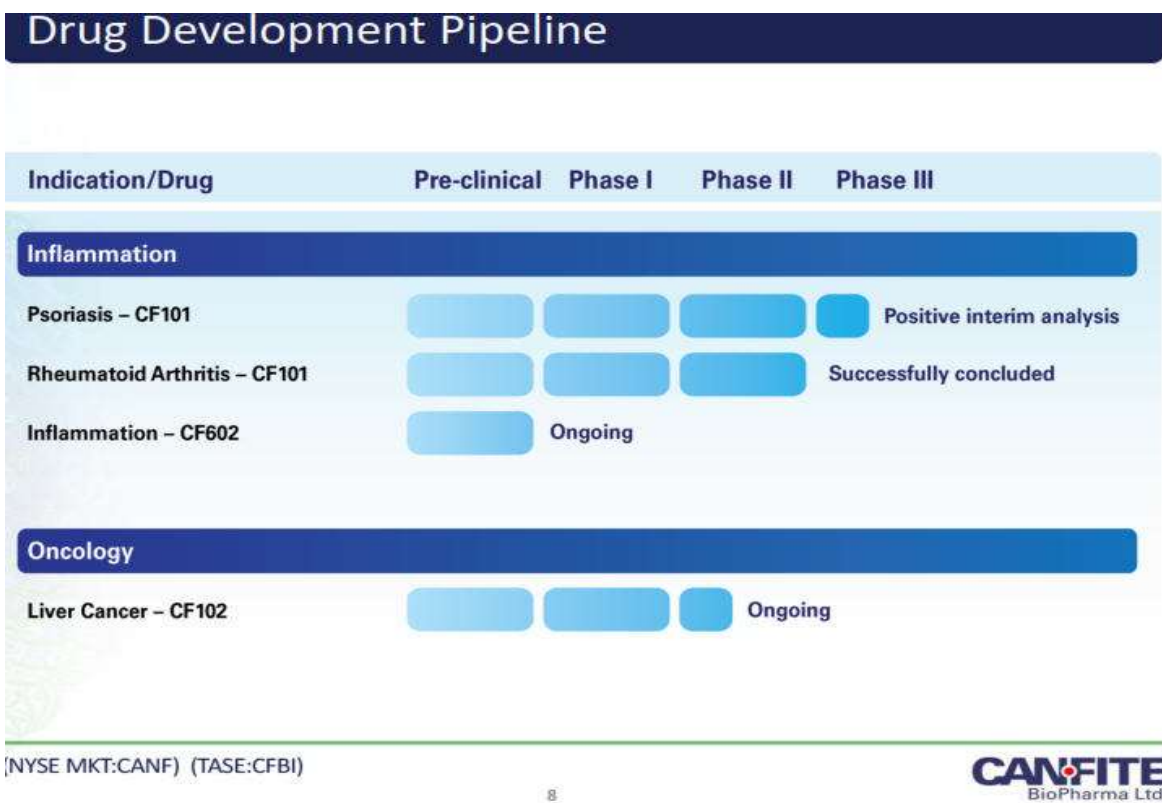 Drug Development Pipeline
Indication/Drug Pre-clinical Phase I Phase II Phase III
Inflammation
Psoriasis – CF101 Positive interim analysis
Rheumatoid Arthritis – CF101 Successfully concluded
Inflammation – CF602 Ongoing
Oncology
Liver Cancer – CF102 Ongoing
(NYSE MKT:CANF) (TASE:CFBI)
CANFITE
BioPharma Ltd
8